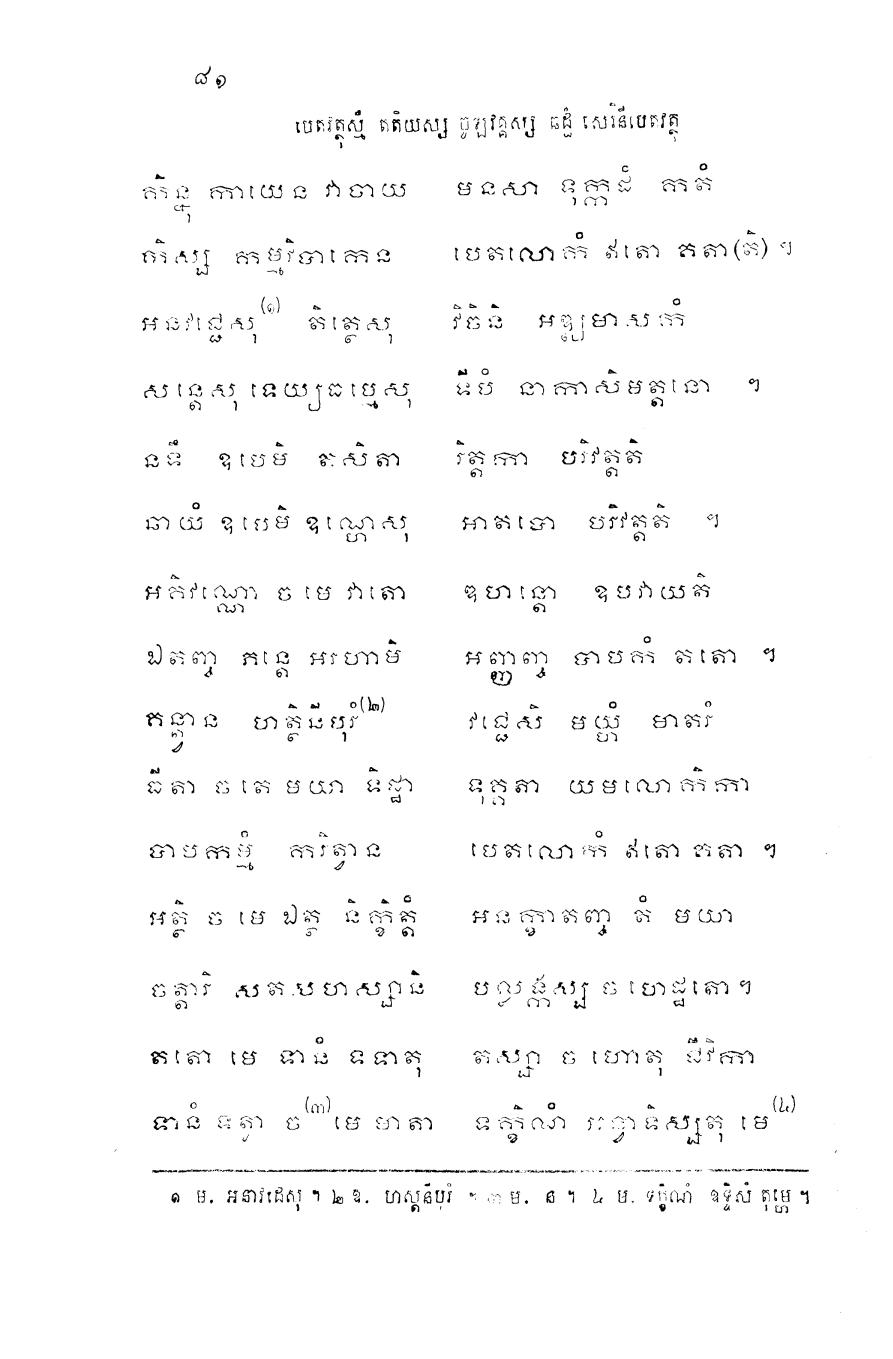 ៨១
បេតវត្ថុស្មឹ តតិយស្ស ចូឡវគ្គស្ស ឆដ្ឋំ សេរិនីបេតវត្ថុ
កិន្នុ កាយេន វាចាយ មនសា ទុក្កដំ កតំ
កិស្ស កម្មវិបាកេន បេតលោកំ ឥតោ គតា(តិ) ។
អនវជ្ជេសុ(១) តិត្ថេសុ វិចិនិ អឌ្ឍមាសកំ
សន្តេសុ ទេយ្យធម្មេសុ ទីបំ នាកាសិមត្តនោ ។
នទឹ ឧបេមិ តសិតា រិត្តកា បរិវត្តតិ
ឆាយំ ឧបេមិ ឧណ្ហេសុ អាតបោ បរិវត្តតិ ។
អគិវណ្ណោ ច មេ វាតោ ឌហន្តោ ឧបវាយតិ
ឯតញ្ច ភន្តេ អរហាមិ អញ្ញញ្ច បាបកំ តតោ ។
គន្ត្វាន ហត្ថិនីបុរំ(២) វជ្ជេសិ មយ្ហំ មាតរំ
ធីតា ច តេ មយា ទិដ្ឋា ទុគ្គតា យមលោកិកា
បាបកម្មំ ករិត្វាន បេតលោកំ ឥតោ គតា ។
អត្ថិ ច មេ ឯត្ថ និក្ខិត្តំ អនក្ខាតញ្ច តំ មយា
ចត្តារិ សតសហស្សានិ បល្លង្កស្ស ច ហេដ្ឋតោ។
តតោ មេ ទានំ ទទាតុ តស្សា ច ហោតុ ជីវិកា
ទានំ ទត្វា ច(៣) មេ មាតា ទក្ខិណំ អន្វាទិស្សតុ មេ(៤)
១ ម. អនាវដេសុ ។ ២ ឱ. ហស្តនីបុរំ ។ ៣ ម. ន ។ ៤ ម. ទក្ខិណំ ឧទ្ទិសំ តុម្ហេ ។